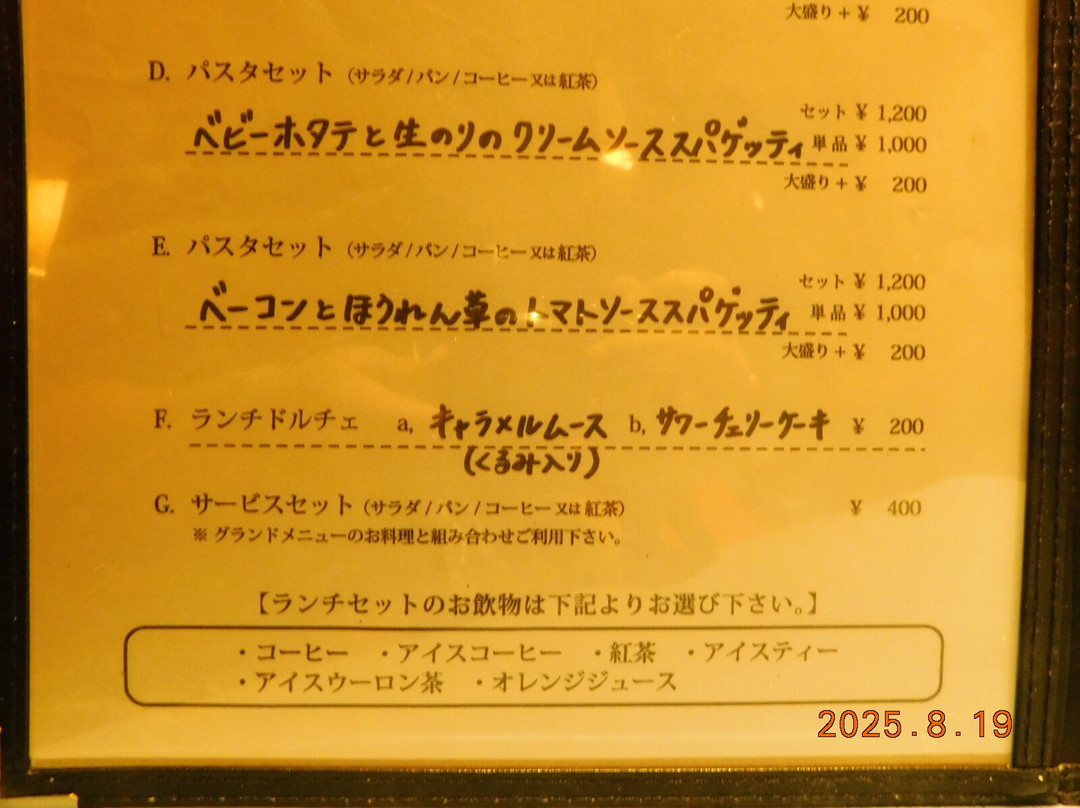 大盛り+¥ 200
D. パスタセット (サラダ/パン/コーヒー又は紅茶)
セット ¥ 1,200
ベビーホタテと生のりのクリームソーススパゲッティ 単品 ¥ 1,000
大盛り+¥ 200
E. パスタセット (サラダ/パン/コーヒー又は紅茶)
セット ¥ 1,200
ベーコンとほうれん草のトマトソーススパゲッティ 単品 ¥ 1,000
大盛り+¥ 200
F. ランチドルチェ a, キャラメルムース b, サワーチェリーケーキ ¥ 200
(くるみ入り)
G. サービスセット (サラダ/パン/コーヒー又は紅茶) ¥ 400
※ グランドメニューのお料理と組み合わせご利用下さい。
【ランチセットのお飲物は下記よりお選び下さい。】
・コーヒー ・アイスコーヒー ・紅茶 ・アイスティー
・アイスウーロン茶 ・オレンジジュース
2025.8.19